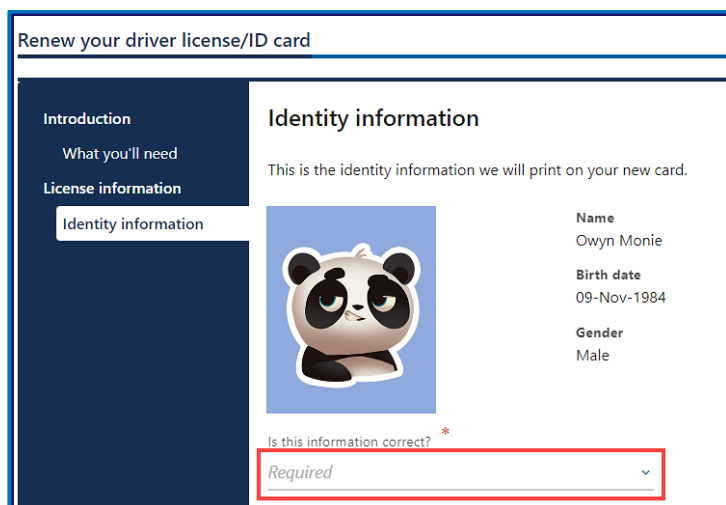 Renew your driver license/ID card
Introduction
What you'll need
License information
Identity information
Identity information
This is the identity information we will print on your new card.
Name
Owyn Monie
Birth date
09-Nov-1984
Gender
Male
Is this information correct? *
Required